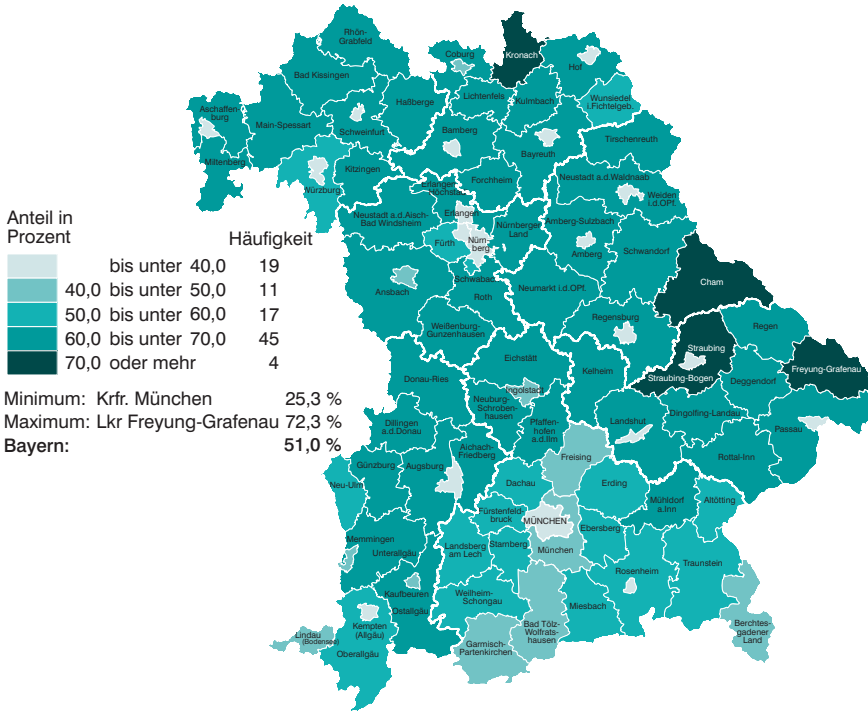 Rhön-
Grabfeld
Coburg
Kronach
Hof
Bad Kissingen
Lichtenfels
Kulmbach
Wunsiedel
i.Fichtelgeb.
Aschaffen-
burg
Haßberge
Main-Spessart
Schweinfurt
Bamberg
Bayreuth
Tirschenreuth
Miltenberg
Kitzingen
Würzburg
Forchheim
Neustadt a.d.Waldnaab
Erlangen-
Höchstadt
Weiden
i.d.OPf.
Neustadt a.d.Aisch-
Bad Windsheim
Erlangen
Nürnberger
Land
Amberg-Sulzbach
Fürth
Nürn-
berg
Amberg
Schwandorf
Anteil in
Prozent
Häufigkeit
bis unter 40,0 19
40,0 bis unter 50,0 11
50,0 bis unter 60,0 17
60,0 bis unter 70,0 45
70,0 oder mehr 4
Ansbach
Schwabach
Roth
Neumarkt i.d.OPf.
Cham
Weißenburg-
Gunzenhausen
Regensburg
Regen
Straubing
Eichstätt
Kelheim
Straubing-Bogen
Freyung-Grafenau
Deggendorf
Donau-Ries
Ingolstadt
Neuburg-
Schroben-
hausen
Minimum: Krfr. München 25,3 %
Maximum: Lkr Freyung-Grafenau 72,3 %
Bayern: 51,0 %
Dillingen
a.d.Donau
Pfaffen-
hofen
a.d.Ilm
Landshut
Dingolfing-Landau
Passau
Aichach-
Friedberg
Günzburg
Augsburg
Freising
Rottal-Inn
Neu-Ulm
Dachau
Erding
Mühldorf
a.Inn
Altötting
Fürstenfeld-
bruck
MÜNCHEN
Ebersberg
Memmingen
Unterallgäu
Landsberg
am Lech
Starnberg
München
Traunstein
Rosenheim
Kaufbeuren
Ostallgäu
Weilheim-
Schongau
Miesbach
Lindau
(Bodensee)
Kempten
(Allgäu)
Oberallgäu
Bad Tölz-
Wolfrats-
hausen
Garmisch-
Partenkirchen
Berchtes-
gadener
Land